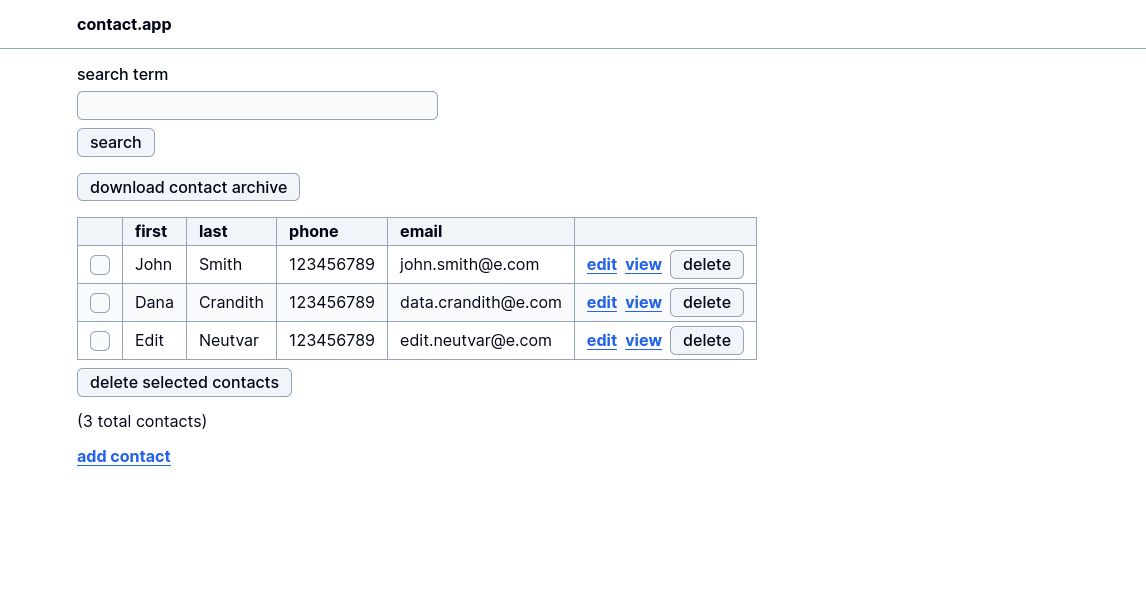 contact.app
search term
search
download contact archive
first last phone email
John Smith 123456789 john.smith@e.com edit view delete
Dana Crandith 123456789 data.crandith@e.com edit view delete
Edit Neutvar 123456789 edit.neutvar@e.com edit view delete
delete selected contacts
(3 total contacts)
add contact